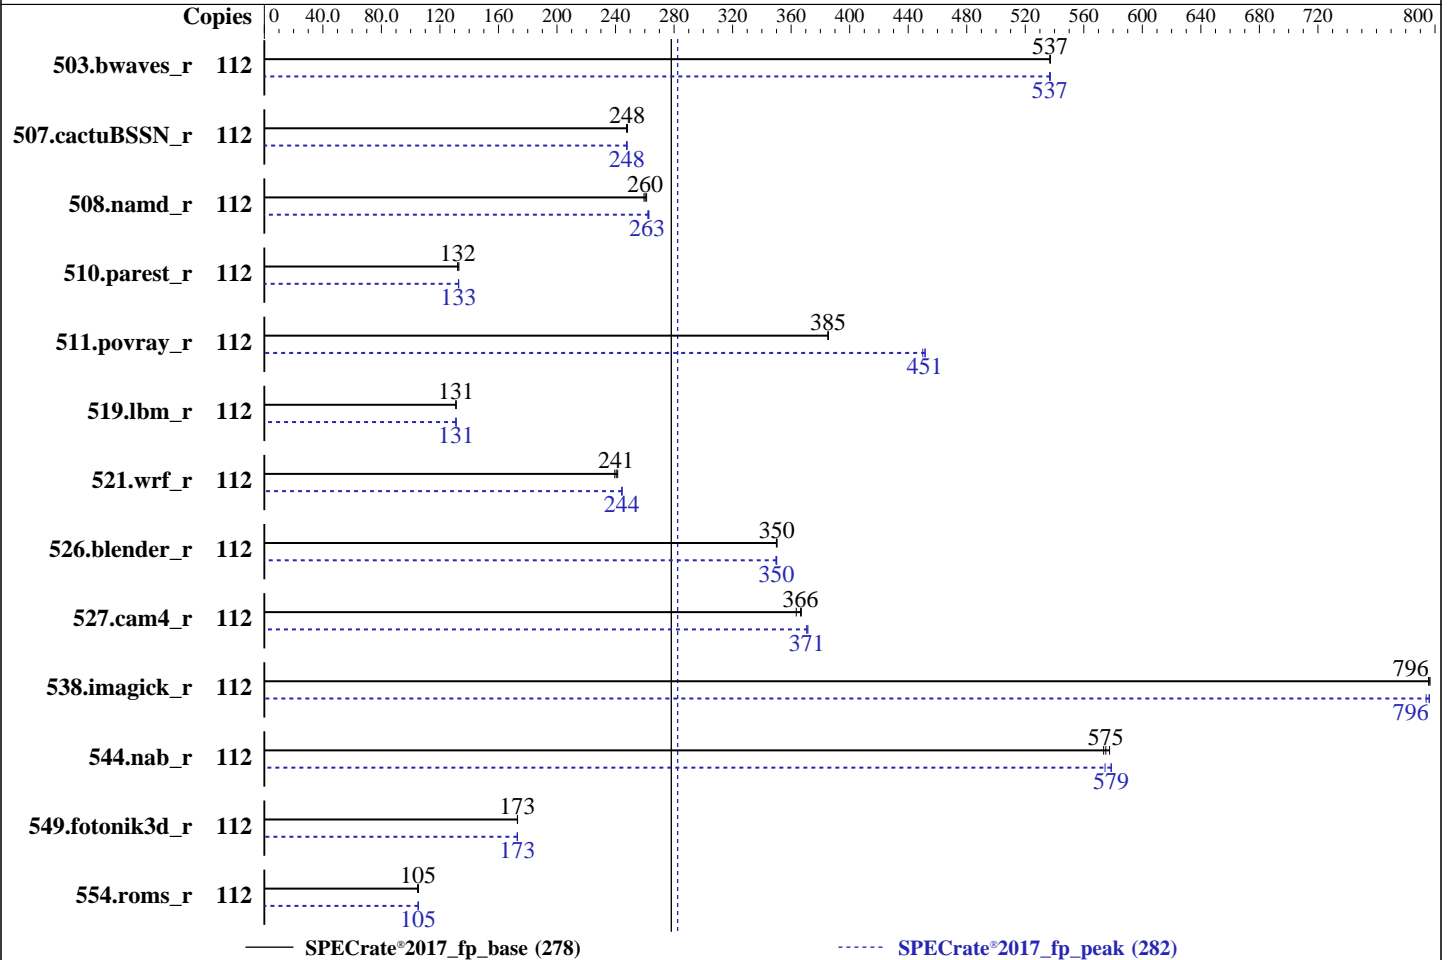 Copies 0 40.0 80.0 120 160 200 240 280 320 360 400 440 480 520 560 600 640 680 720 800
537
503.bwaves_r 112
537
248
507.cactuBSSN_r 112
248
260
508.namd_r 112
263
132
510.parest_r 112
133
385
511.povray_r 112
451
131
519.lbm_r 112
131
241
521.wrf_r 112
244
350
526.blender_r 112
350
366
527.cam4_r 112
371
796
538.imagick_r 112
796
575
544.nab_r 112
579
173
549.fotonik3d_r 112
173
105
554.roms_r 112
105
SPECrate®2017_fp_base (278) SPECrate®2017_fp_peak (282)